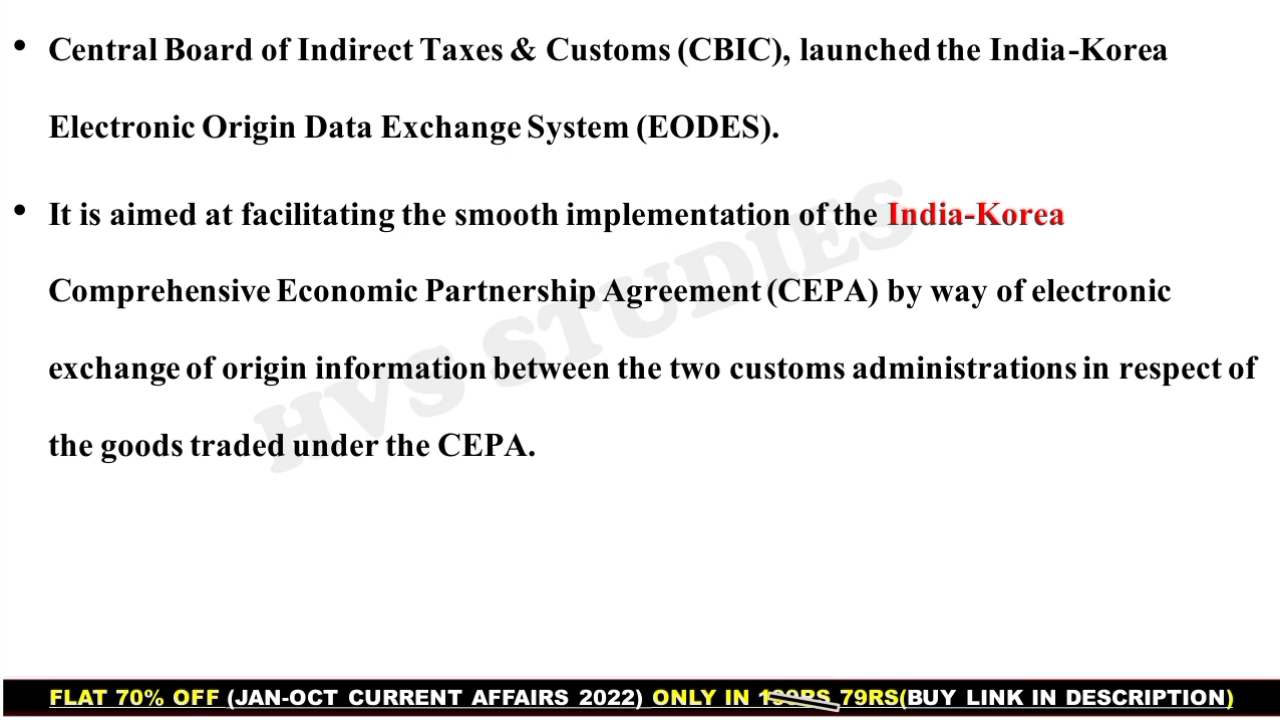 • Central Board of Indirect Taxes & Customs (CBIC), launched the India-Korea
Electronic Origin Data Exchange System (EODES).
• It is aimed at facilitating the smooth implementation of the India-Korea
Comprehensive Economic Partnership Agreement (CEPA) by way of electronic
exchange of origin information between the two customs administrations in respect of
the goods traded under the CEPA.
HVS STUDIES
FLAT 70% OFF (JAN-OCT CURRENT AFFAIRS 2022) ONLY IN 79RS(BUY LINK IN DESCRIPTION)